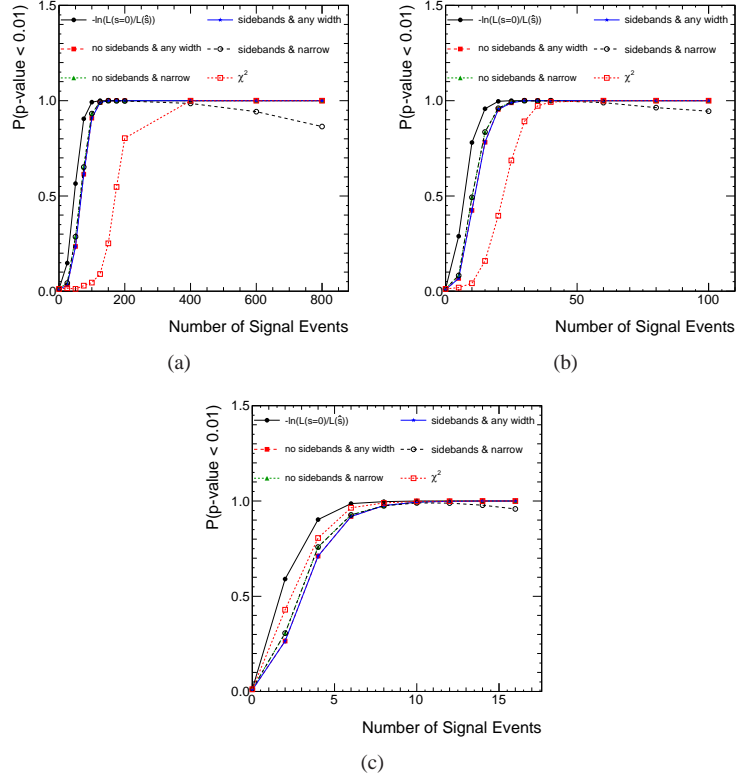 P(p-value < 0.01)
1.5
1.0
0.5
0.0
-ln(L(s=0)/L(ŝ))
sidebands & any width
no sidebands & any width
sidebands & narrow
no sidebands & narrow
χ²
0 200 400 600 800
Number of Signal Events
(a)
P(p-value < 0.01)
1.5
1.0
0.5
0.0
-ln(L(s=0)/L(ŝ))
sidebands & any width
no sidebands & any width
sidebands & narrow
no sidebands & narrow
χ²
0 50 100
Number of Signal Events
(b)
P(p-value < 0.01)
1.5
1.0
0.5
0.0
-ln(L(s=0)/L(ŝ))
sidebands & any width
no sidebands & any width
sidebands & narrow
no sidebands & narrow
χ²
0 5 10 15
Number of Signal Events
(c)